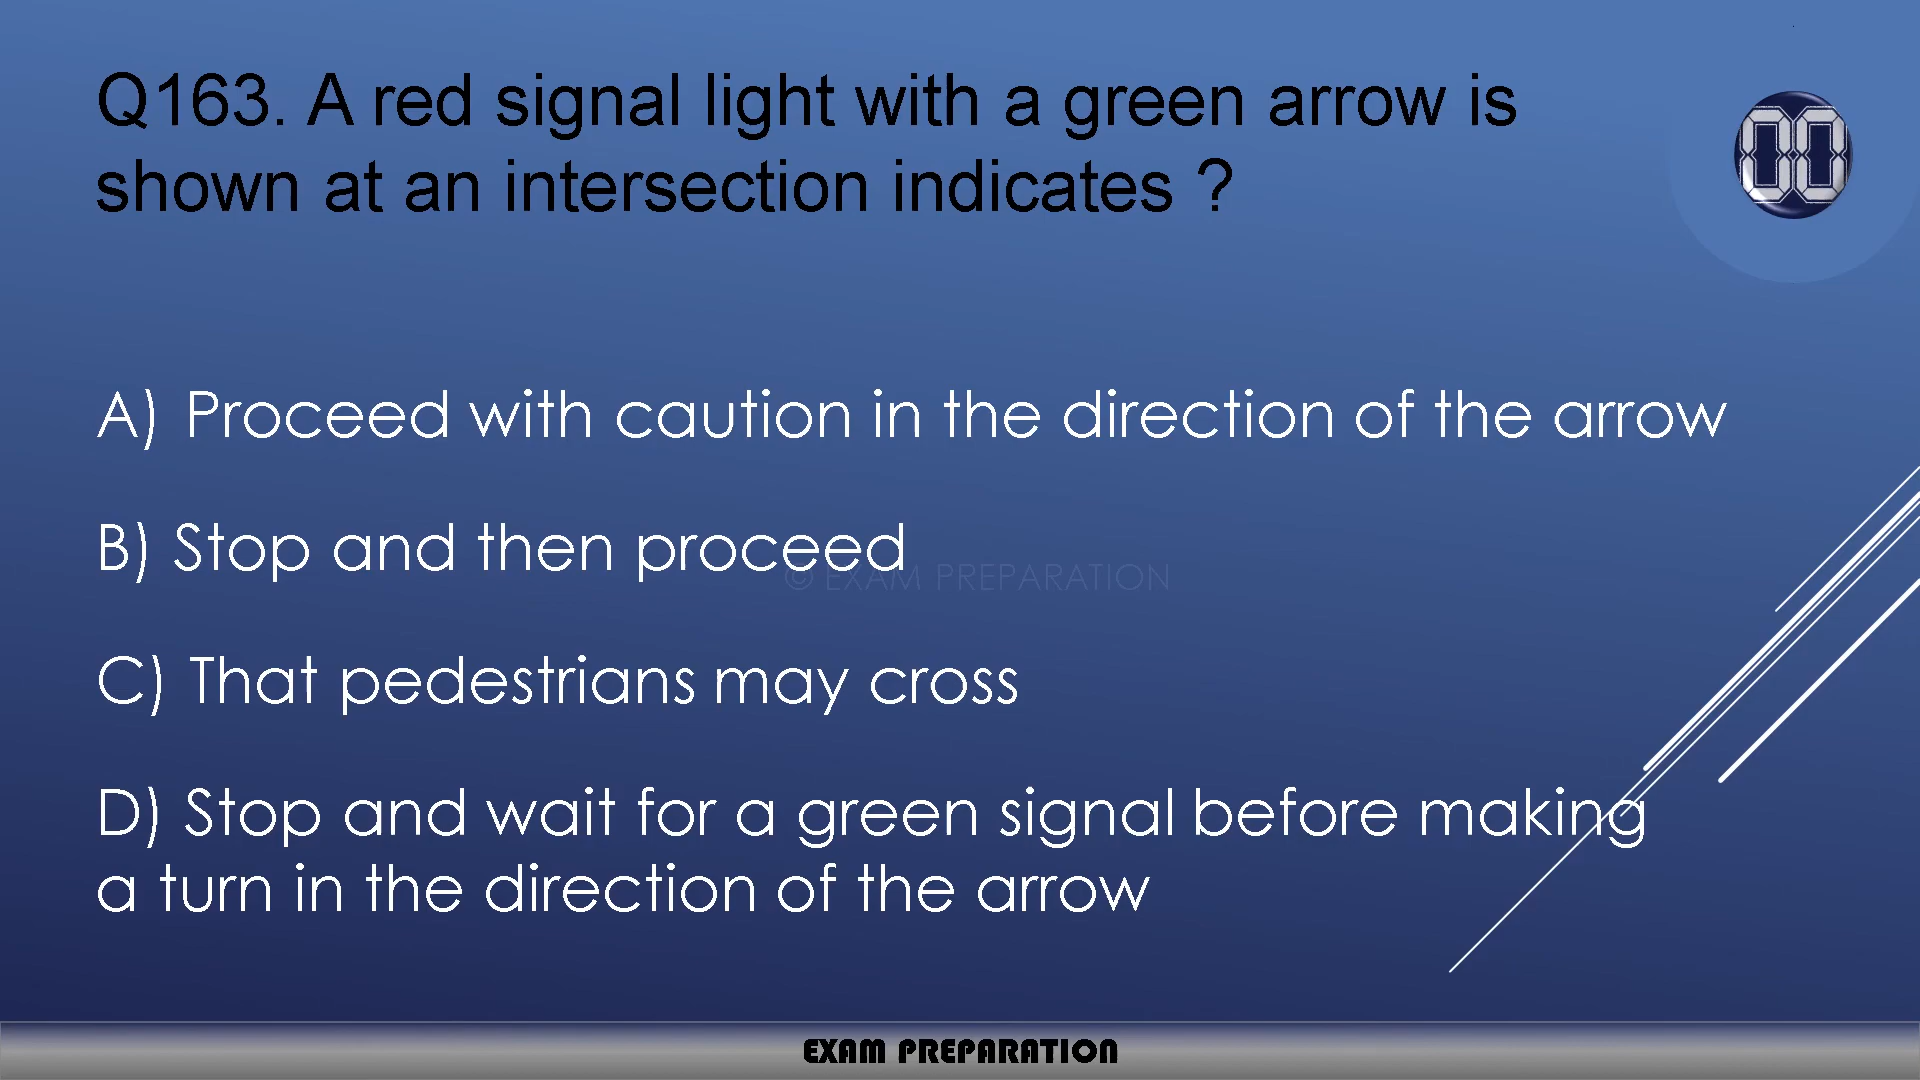 Q163. A red signal light with a green arrow is
shown at an intersection indicates ?
00
A) Proceed with caution in the direction of the arrow
B) Stop and then proceed
© EXAM PREPARATION
C) That pedestrians may cross
D) Stop and wait for a green signal before making
a turn in the direction of the arrow
EXAM PREPARATION